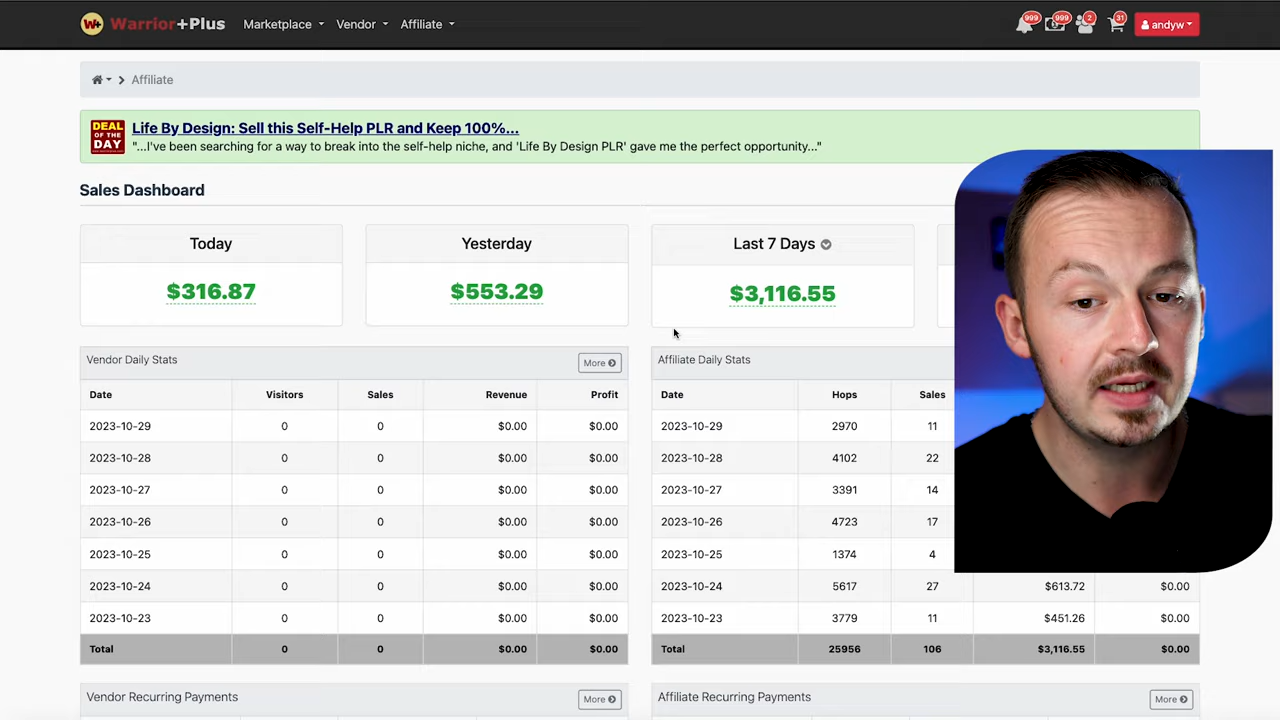 W+ Warrior+Plus Marketplace Vendor Affiliate 999 999 2 31 andyw
Affiliate
DEAL OF THE DAY
Life By Design: Sell this Self-Help PLR and Keep 100%...
"...I've been searching for a way to break into the self-help niche, and 'Life By Design PLR' gave me the perfect opportunity..."
Sales Dashboard
Today Yesterday Last 7 Days
$316.87 $553.29 $3,116.55
Vendor Daily Stats More
Date Visitors Sales Revenue Profit
2023-10-29 0 0 $0.00 $0.00
2023-10-28 0 0 $0.00 $0.00
2023-10-27 0 0 $0.00 $0.00
2023-10-26 0 0 $0.00 $0.00
2023-10-25 0 0 $0.00 $0.00
2023-10-24 0 0 $0.00 $0.00
2023-10-23 0 0 $0.00 $0.00
Total 0 0 $0.00 $0.00
Affiliate Daily Stats
Date Hops Sales
2023-10-29 2970 11
2023-10-28 4102 22
2023-10-27 3391 14
2023-10-26 4723 17
2023-10-25 1374 4
2023-10-24 5617 27 $613.72 $0.00
2023-10-23 3779 11 $451.26 $0.00
Total 25956 106 $3,116.55 $0.00
Vendor Recurring Payments More
Affiliate Recurring Payments More